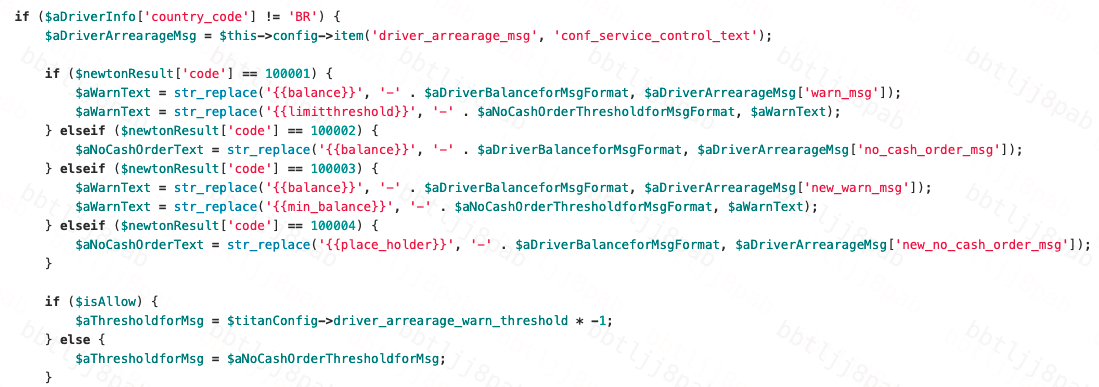 if ($aDriverInfo['country_code'] != 'BR') {
    $aDriverArrearageMsg = $this->config->item('driver_arrearage_msg', 'conf_service_control_text');

    if ($newtonResult['code'] == 100001) {
        $aWarnText = str_replace('{{balance}}', '-' . $aDriverBalanceforMsgFormat, $aDriverArrearageMsg['warn_msg']);
        $aWarnText = str_replace('{{limitthreshold}}', '-' . $aNoCashOrderThresholdforMsgFormat, $aWarnText);
    } elseif ($newtonResult['code'] == 100002) {
        $aNoCashOrderText = str_replace('{{balance}}', '-' . $aDriverBalanceforMsgFormat, $aDriverArrearageMsg['no_cash_order_msg']);
    } elseif ($newtonResult['code'] == 100003) {
        $aWarnText = str_replace('{{balance}}', '-' . $aDriverBalanceforMsgFormat, $aDriverArrearageMsg['new_warn_msg']);
        $aWarnText = str_replace('{{min_balance}}', '-' . $aNoCashOrderThresholdforMsgFormat, $aWarnText);
    } elseif ($newtonResult['code'] == 100004) {
        $aNoCashOrderText = str_replace('{{place_holder}}', '-' . $aDriverBalanceforMsgFormat, $aDriverArrearageMsg['new_no_cash_order_msg']);
    }

    if ($isAllow) {
        $aThresholdforMsg = $titanConfig->driver_arrearage_warn_threshold * -1;
    } else {
        $aThresholdforMsg = $aNoCashOrderThresholdforMsg;
    }